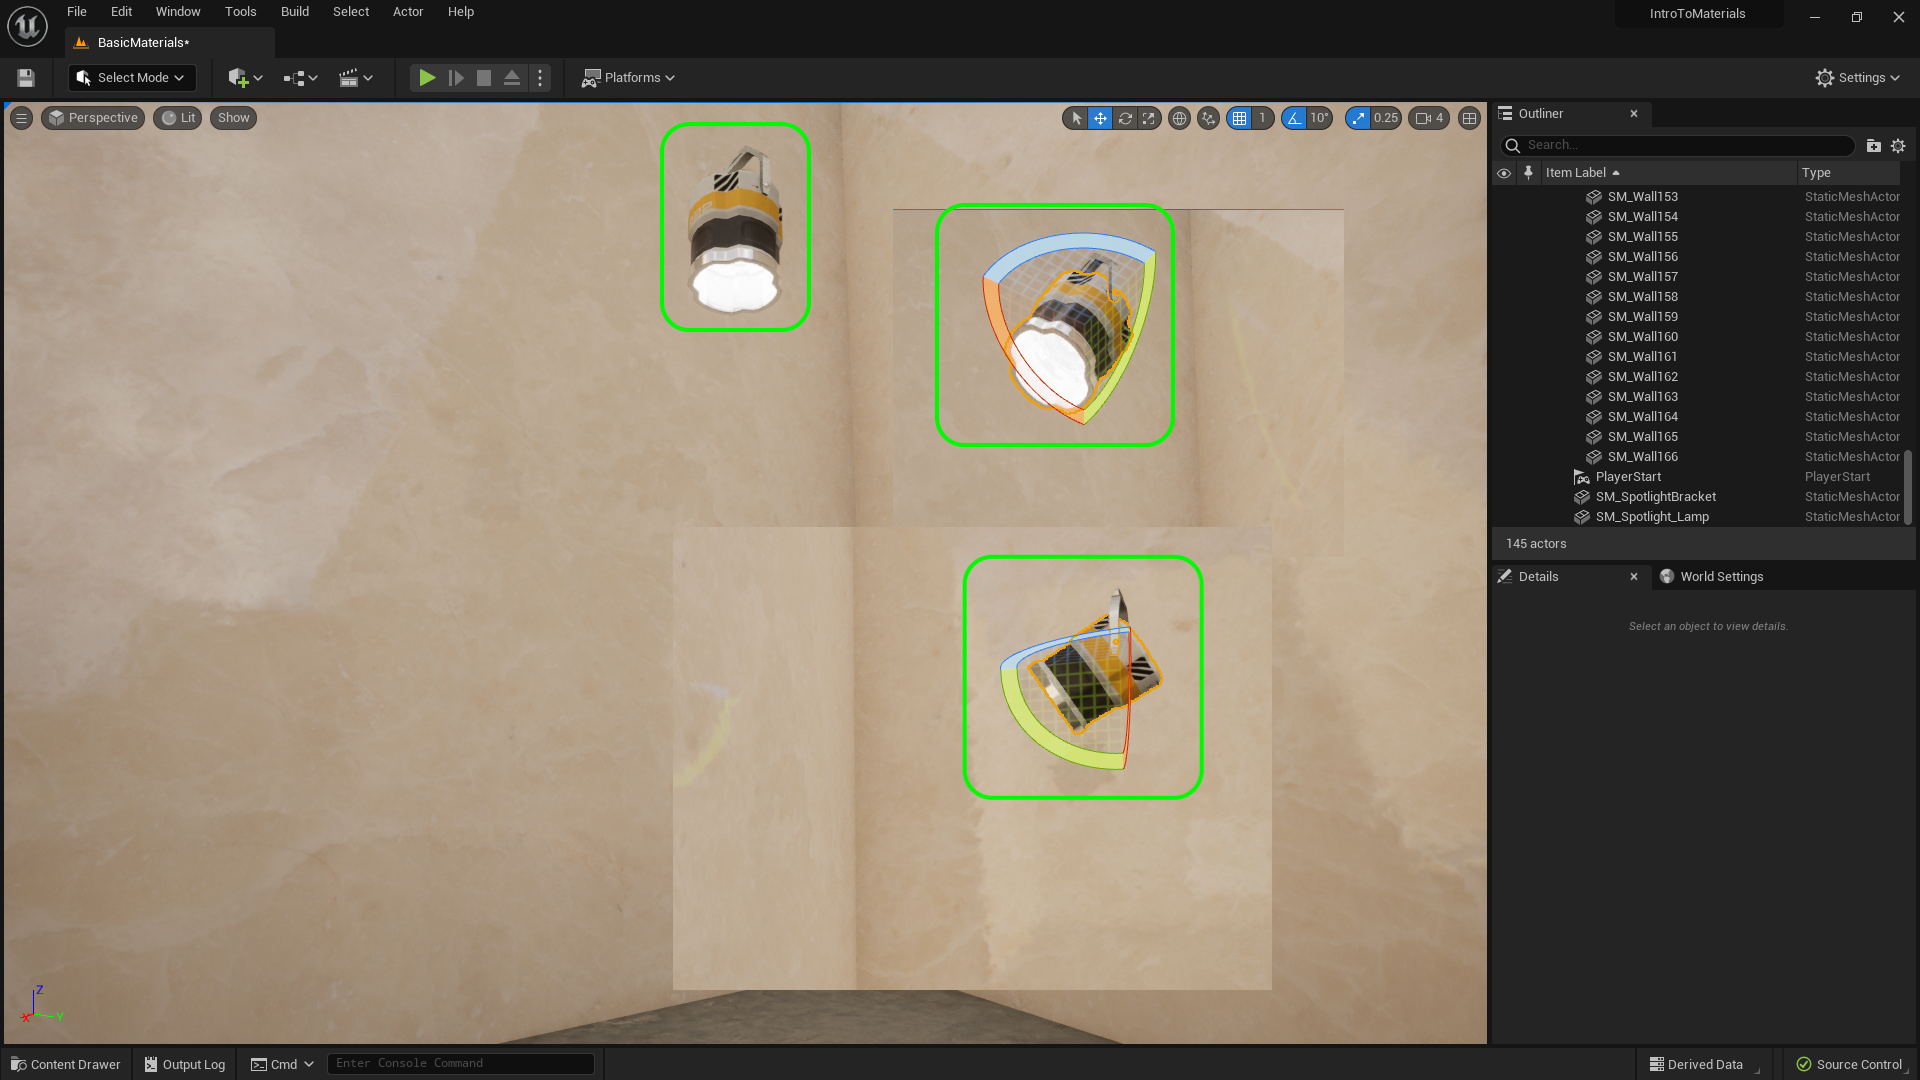 File Edit Window Tools Build Select Actor Help
IntroToMaterials
BasicMaterials*
Select Mode
Platforms
Settings
Perspective Lit Show
1 10° 0.25 4
Outliner
Search...
Item Label Type
SM_Wall153 StaticMeshActor
SM_Wall154 StaticMeshActor
SM_Wall155 StaticMeshActor
SM_Wall156 StaticMeshActor
SM_Wall157 StaticMeshActor
SM_Wall158 StaticMeshActor
SM_Wall159 StaticMeshActor
SM_Wall160 StaticMeshActor
SM_Wall161 StaticMeshActor
SM_Wall162 StaticMeshActor
SM_Wall163 StaticMeshActor
SM_Wall164 StaticMeshActor
SM_Wall165 StaticMeshActor
SM_Wall166 StaticMeshActor
PlayerStart PlayerStart
SM_SpotlightBracket StaticMeshActor
SM_Spotlight_Lamp StaticMeshActor
145 actors
Details World Settings
Select an object to view details.
Z
X Y
Content Drawer Output Log Cmd Enter Console Command Derived Data Source Control